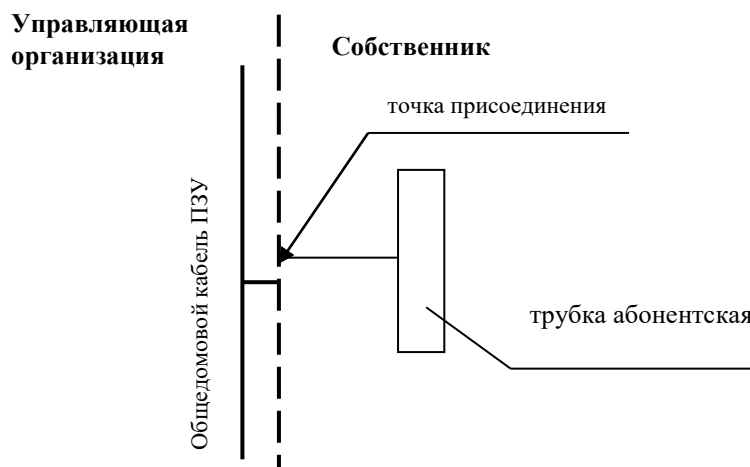 Управляющая
организация
Собственник
точка присоединения
Общедомовой кабель ПЗУ
трубка абонентская